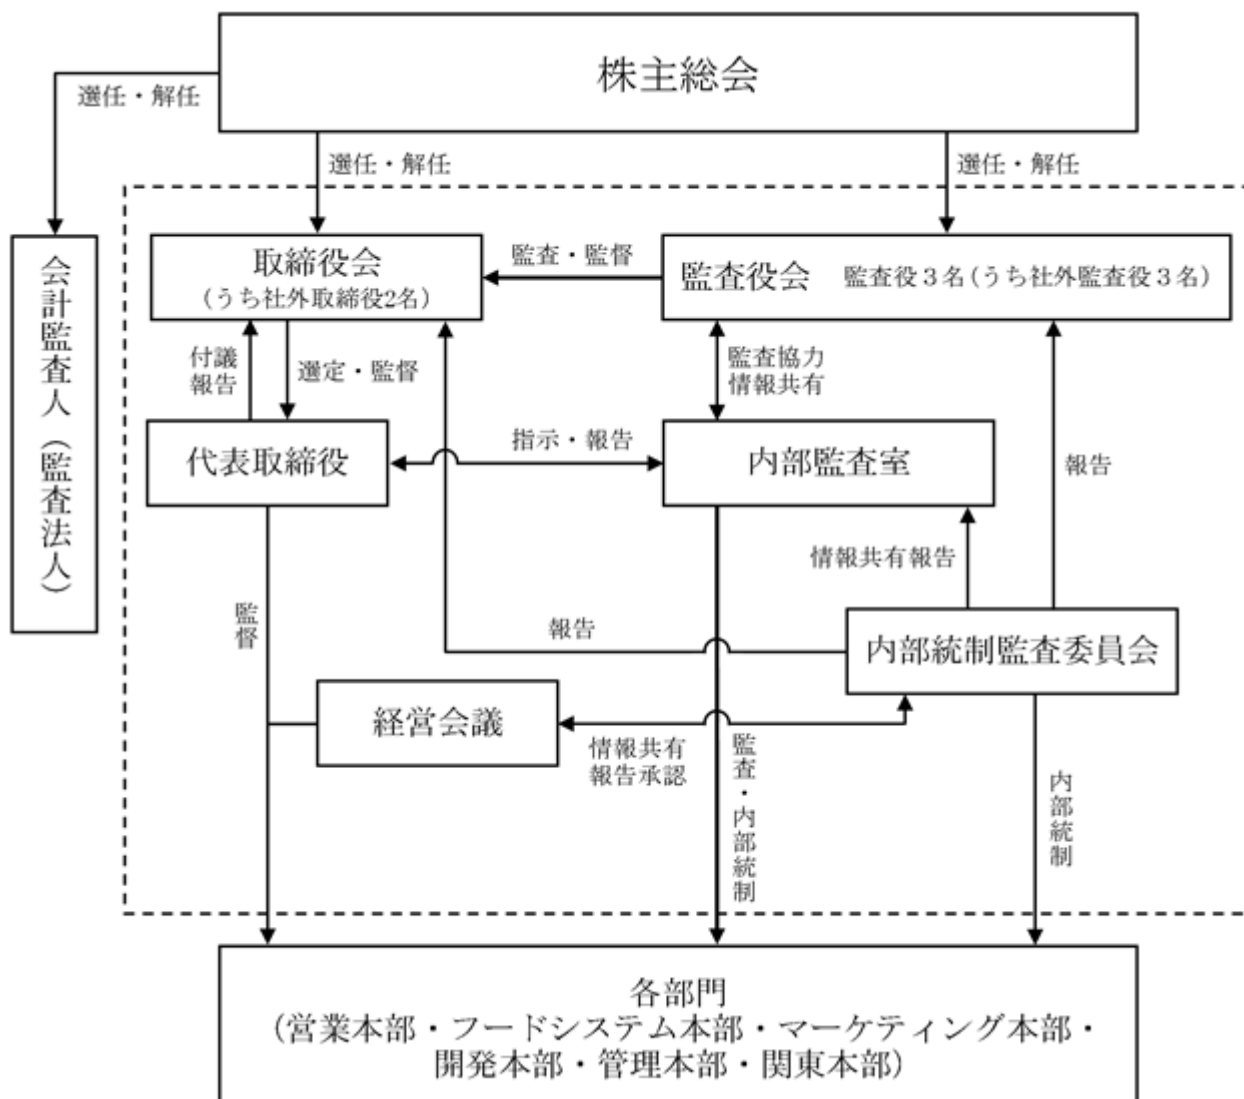 株主総会
選任・解任
選任・解任
選任・解任
会計監査人（監査法人）
取締役会
（うち社外取締役2名）
監査・監督
監査役会 監査役３名（うち社外監査役３名）
付議
報告
選定・監督
監査協力
情報共有
代表取締役
指示・報告
内部監査室
報告
情報共有報告
監督
報告
内部統制監査委員会
経営会議
情報共有
報告承認
監査・内部統制
内部統制
各部門
（営業本部・フードシステム本部・マーケティング本部・
開発本部・管理本部・関東本部）